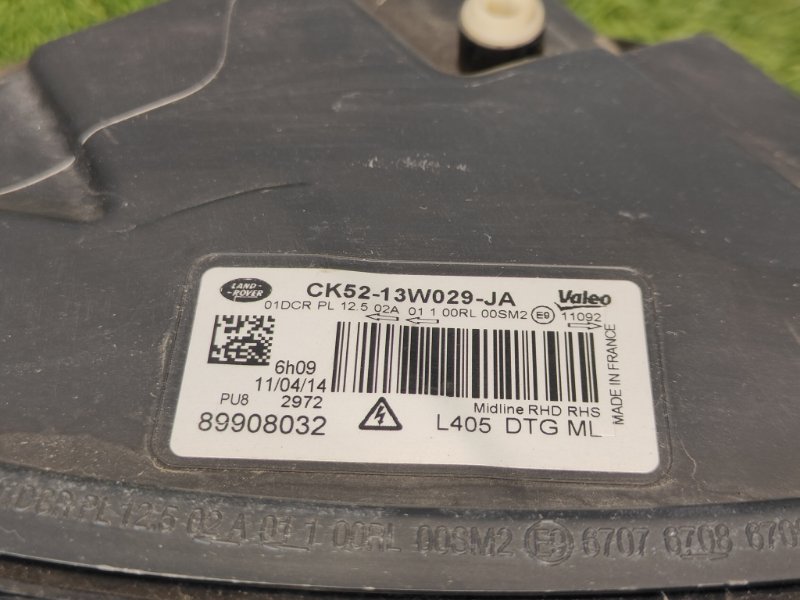 LAND-
ROVER
CK52-13W029-JA
Valeo
01DCR PL 12.5 02A 01 1 00RL 00SM2 E9 11092
6h09
11/04/14
PU8 2972
89908032
Midline RHD RHS
L405 DTG ML
MADE IN FRANCE
DCR PL 12.5 02 A 01 1 00RL 00SM2 E9 6707 6708